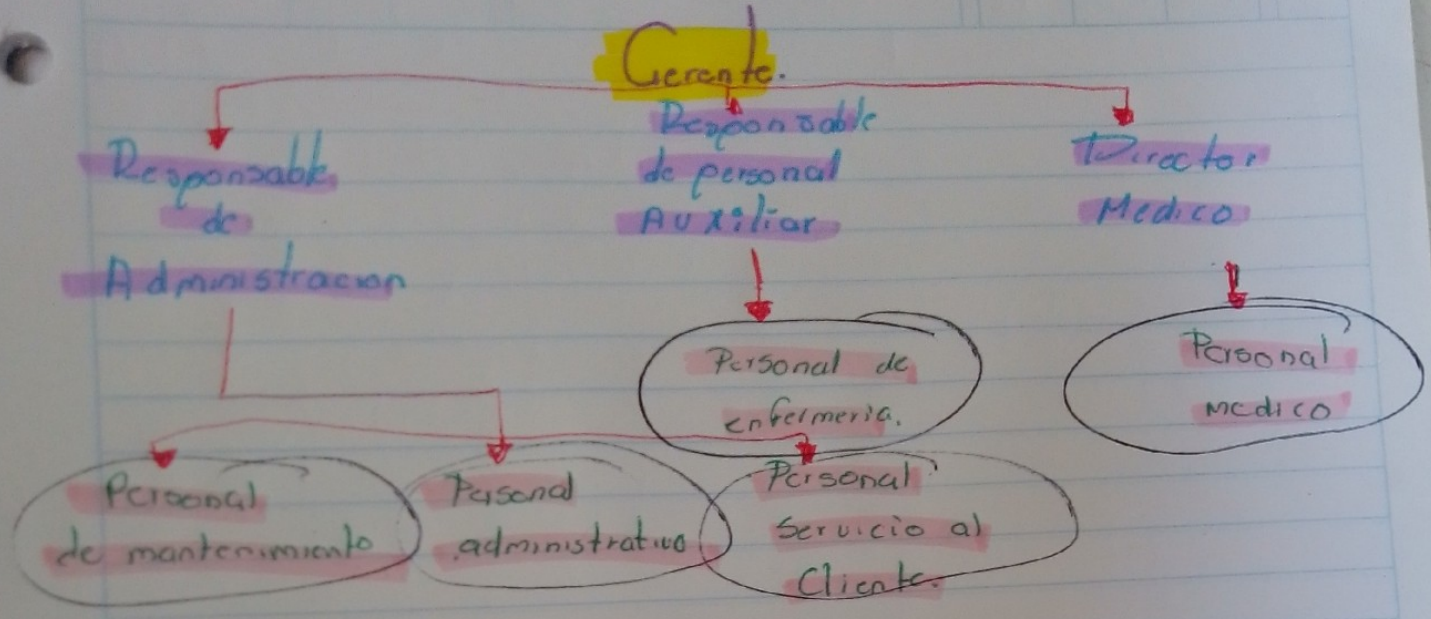 Gerente.
Responsable
de
Administracion
Responsable
de personal
Auxiliar
Director
Medico
Personal de
enfermeria.
Personal
medico
Personal
de mantenimiento
Personal
administrativo
Personal
Servicio al
Cliente.